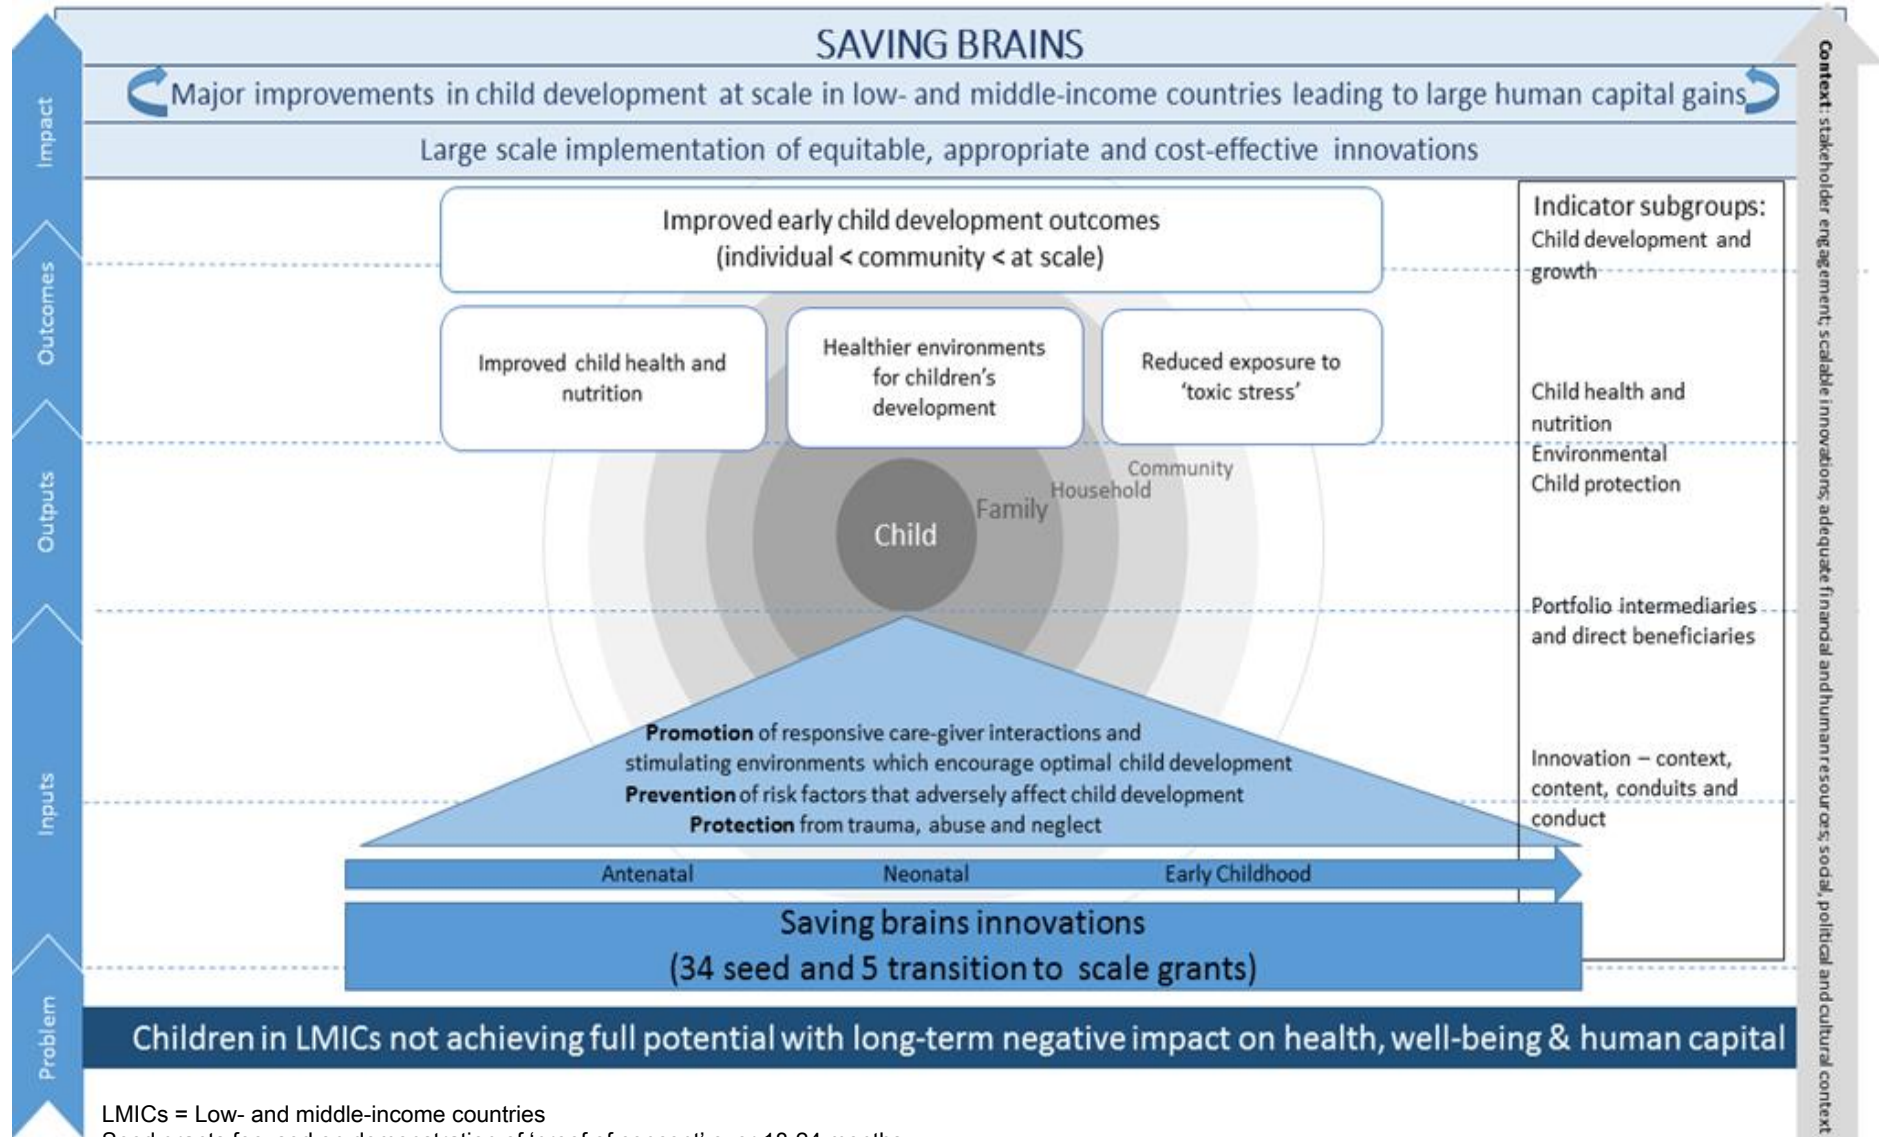 SAVING BRAINS
Major improvements in child development at scale in low- and middle-income countries leading to large human capital gains
Large scale implementation of equitable, appropriate and cost-effective innovations
Impact
Outcomes
Outputs
Inputs
Problem
Improved early child development outcomes
(individual < community < at scale)
Improved child health and
nutrition
Healthier environments
for children's
development
Reduced exposure to
'toxic stress'
Community
Household
Family
Child
Promotion of responsive care-giver interactions and
stimulating environments which encourage optimal child development
Prevention of risk factors that adversely affect child development
Protection from trauma, abuse and neglect
Antenatal Neonatal Early Childhood
Saving brains innovations
(34 seed and 5 transition to scale grants)
Indicator subgroups:
Child development and
growth
Child health and
nutrition
Environmental
Child protection
Portfolio intermediaries
and direct beneficiaries
Innovation – context,
content, conduits and
conduct
Context: stakeholder engagement; scalable innovations; adequate financial and human resources; social, political and cultural context
Children in LMICs not achieving full potential with long-term negative impact on health, well-being & human capital
LMICs = Low- and middle-income countries